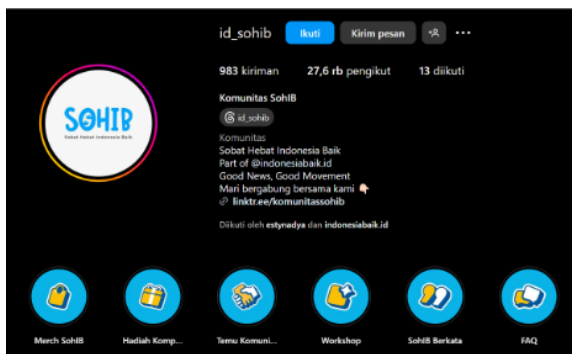 id_sohib Ikuti Kirim pesan
983 kiriman 27,6 rb pengikut 13 diikuti
Komunitas SohIB
id_sohib
Komunitas
Sobat Hebat Indonesia Baik
Part of @indonesiabaik.id
Good News, Good Movement
Mari bergabung bersama kami 👇🏻
linktr.ee/komunitassohib
Diikuti oleh estynadya dan indonesiabaik.id
SOHIB
Sobat Hebat Indonesia Baik
Merch SohIB Hadiah Komp... Temu Komuni... Workshop SohIB Berkata FAQ